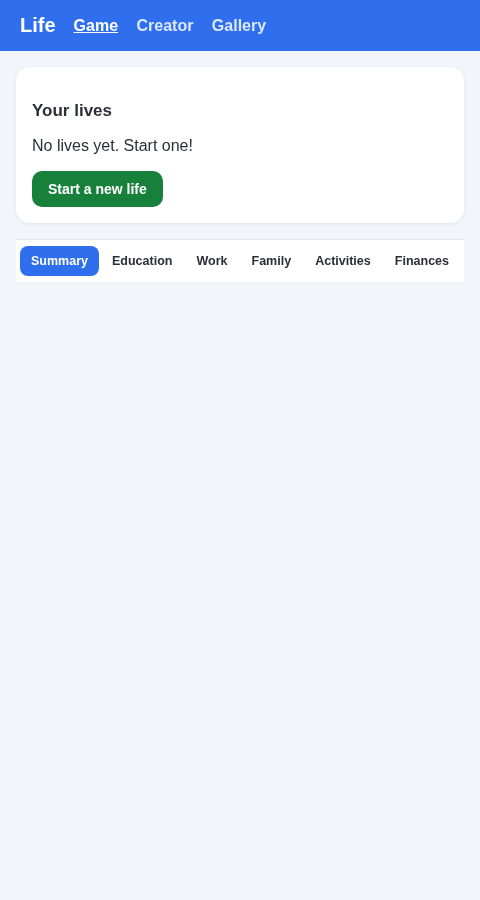 Life Game Creator Gallery
Your lives
No lives yet. Start one!
Start a new life
Summary Education Work Family Activities Finances